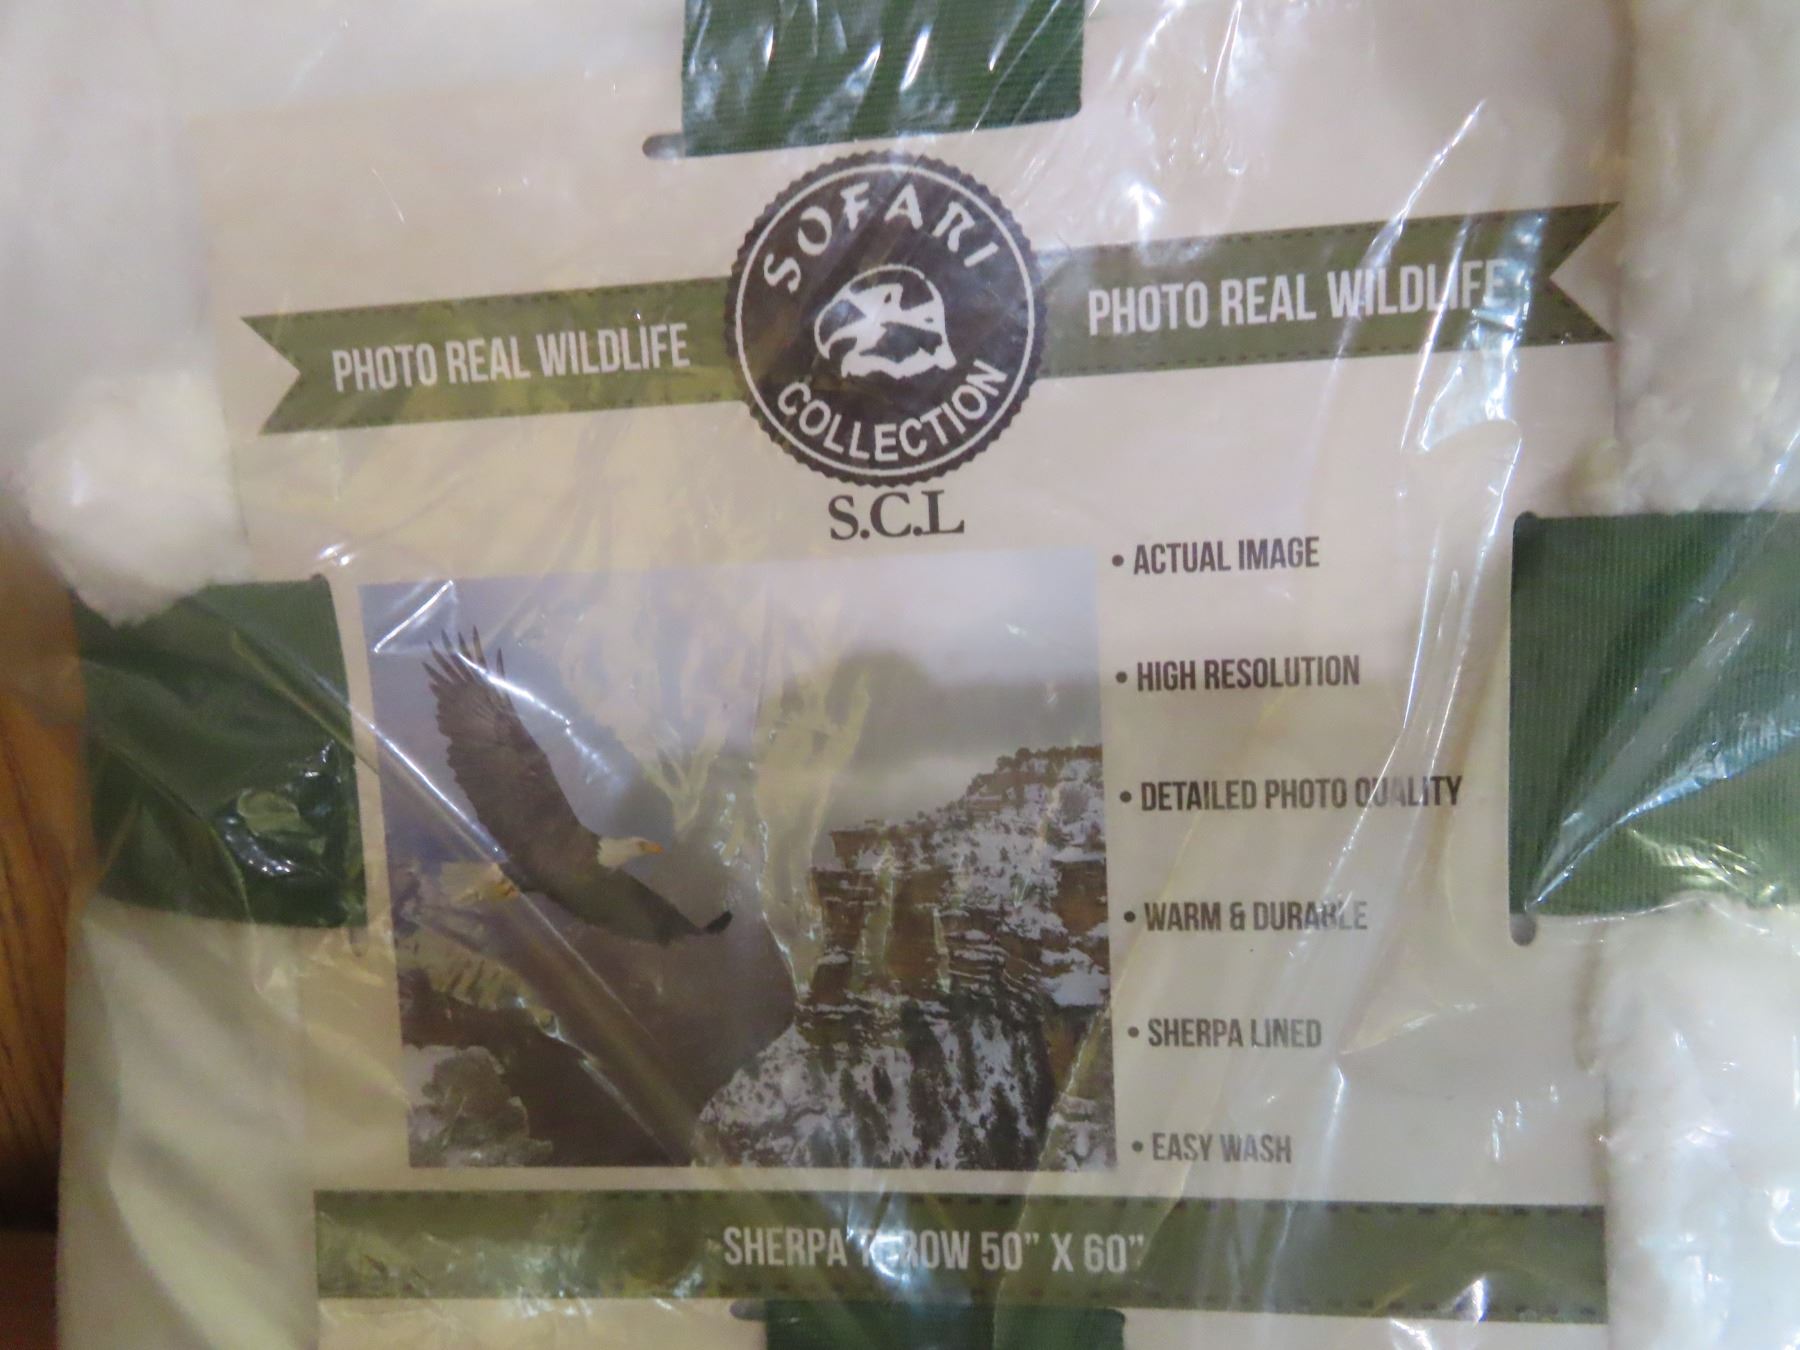 SOFARI
COLLECTION
PHOTO REAL WILDLIFE
PHOTO REAL WILDLIFE
S.C.L
• ACTUAL IMAGE
• HIGH RESOLUTION
• DETAILED PHOTO QUALITY
• WARM & DURABLE
• SHERPA LINED
• EASY WASH
SHERPA THROW 50” X 60”